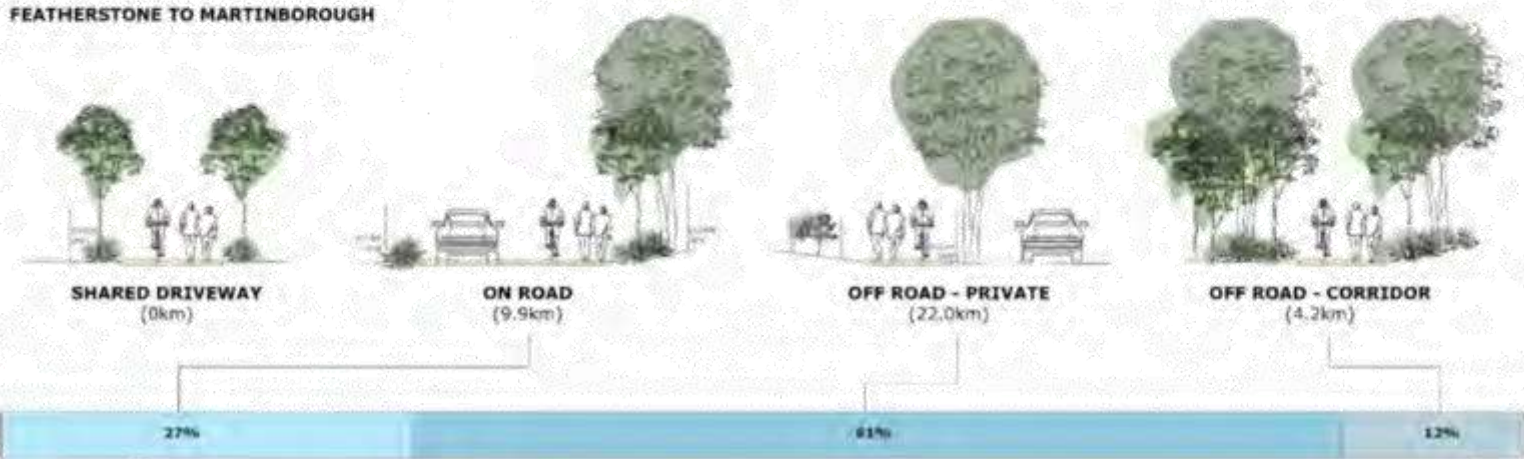 FEATHERSTONE TO MARTINBOROUGH
SHARED DRIVEWAY
(0km)
ON ROAD
(9.9km)
OFF ROAD - PRIVATE
(22.0km)
OFF ROAD - CORRIDOR
(4.2km)
27%
61%
12%